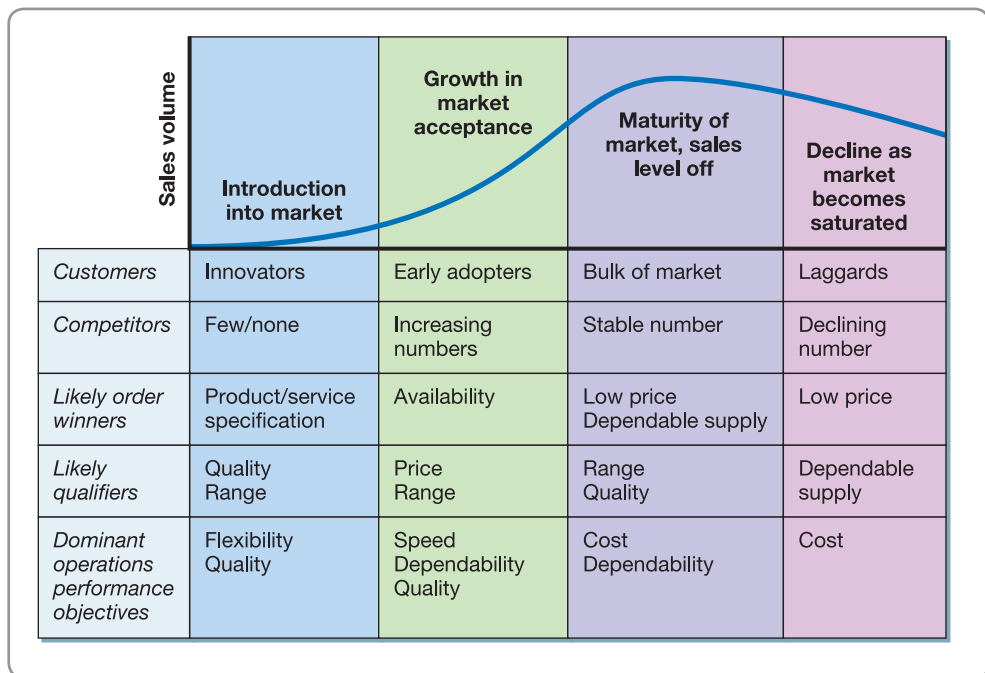 Sales volume
Introduction
into market
Growth in
market
acceptance
Maturity of
market, sales
level off
Decline as
market
becomes
saturated
Customers
Innovators
Early adopters
Bulk of market
Laggards
Competitors
Few/none
Increasing
numbers
Stable number
Declining
number
Likely order
winners
Product/service
specification
Availability
Low price
Dependable supply
Low price
Likely
qualifiers
Quality
Range
Price
Range
Range
Quality
Dependable
supply
Dominant
operations
performance
objectives
Flexibility
Quality
Speed
Dependability
Quality
Cost
Dependability
Cost